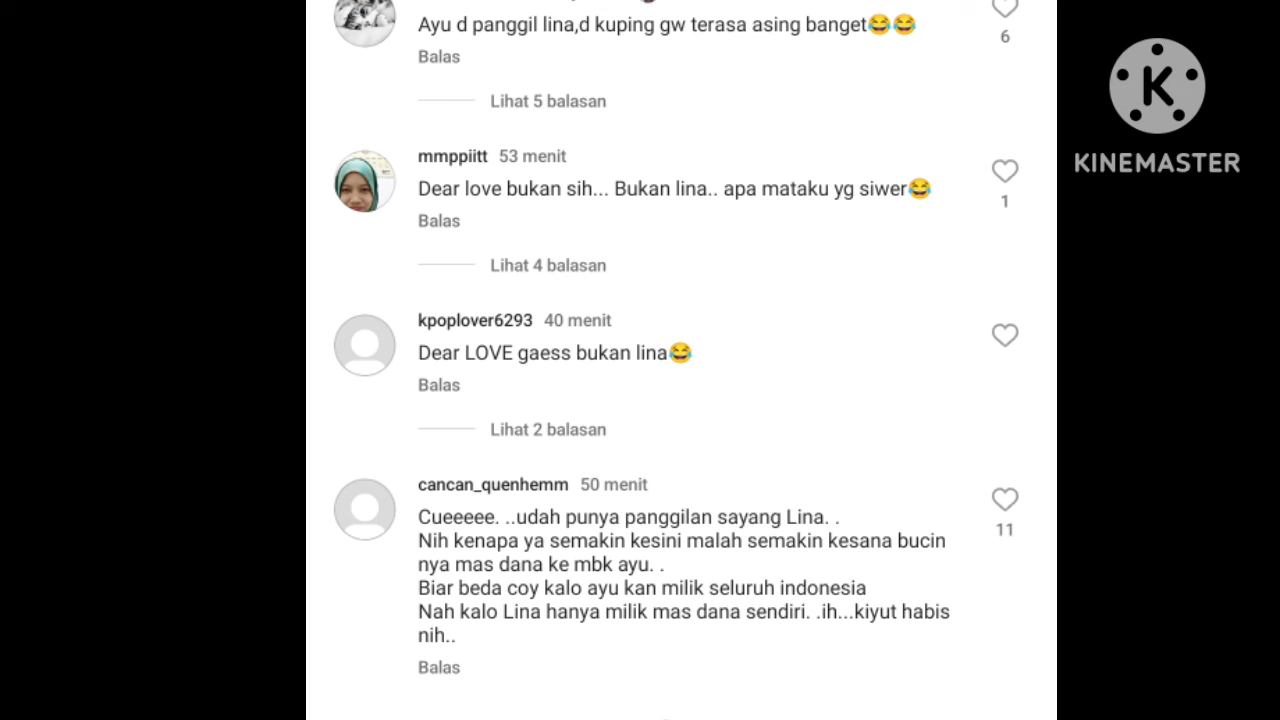 Ayu d panggil lina,d kuping gw terasa asing banget😂😂
6
Balas
Lihat 5 balasan
K
KINEMASTER
mmppiitt 53 menit
Dear love bukan sih... Bukan lina.. apa mataku yg siwer😂
1
Balas
Lihat 4 balasan
kpoplover6293 40 menit
Dear LOVE gaess bukan lina😂
Balas
Lihat 2 balasan
cancan_quenhemm 50 menit
Cueeeee. ..udah punya panggilan sayang Lina. .
11
Nih kenapa ya semakin kesini malah semakin kesana bucin
nya mas dana ke mbk ayu. .
Biar beda coy kalo ayu kan milik seluruh indonesia
Nah kalo Lina hanya milik mas dana sendiri. .ih...kiyut habis
nih..
Balas